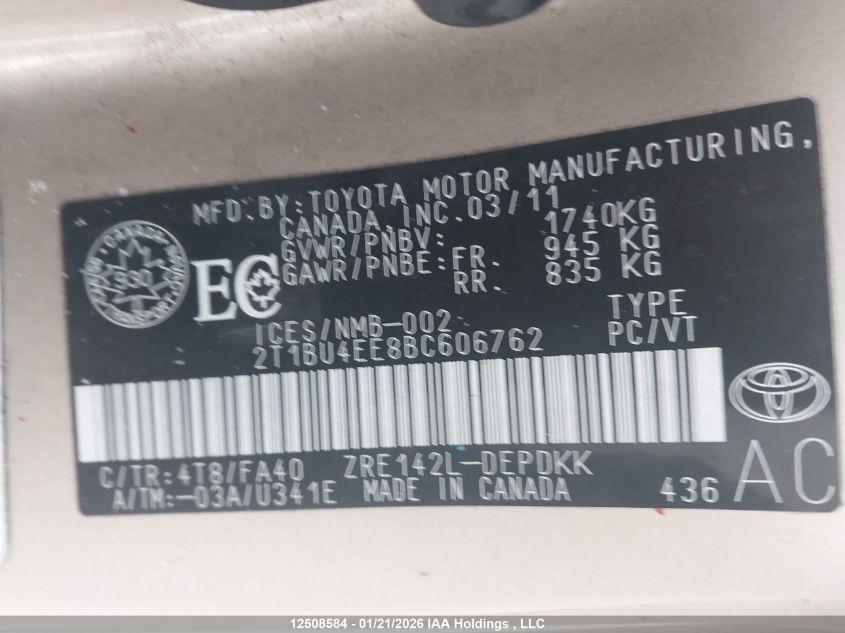 MFD.BY:TOYOTA MOTOR MANUFACTURING,
CANADA,INC.03/11
GVWR/PNBV: 1740KG
GAWR/PNBE:FR. 945 KG
RR. 835 KG
930
EC
ICES/NMB-002
TYPE
2T1BU4EE8BC606762
PC/VT
C/TR:4T8/FA40 ZRE142L-DEPDKK
A/TM:-03A/U341E MADE IN CANADA
436
AC
12508584 - 01/21/2026 IAA Holdings , LLC